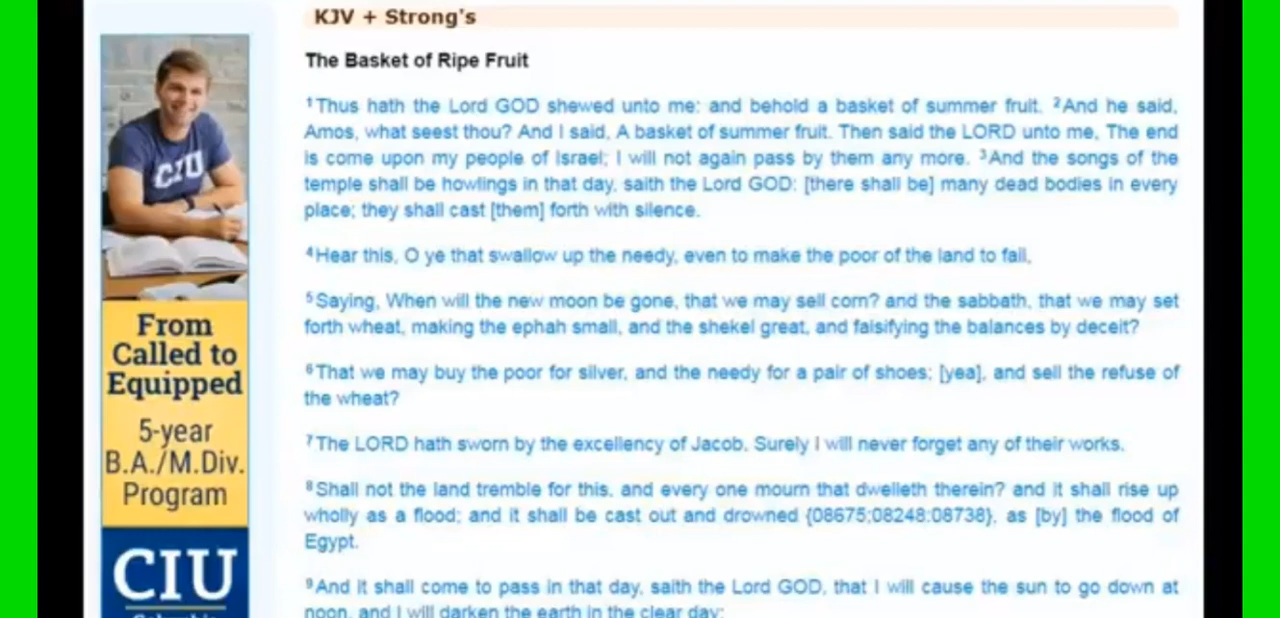 KJV + Strong's
The Basket of Ripe Fruit
1Thus hath the Lord GOD shewed unto me: and behold a basket of summer fruit. 2And he said,
Amos, what seest thou? And I said, A basket of summer fruit. Then said the LORD unto me, The end
is come upon my people of Israel; I will not again pass by them any more. 3And the songs of the
temple shall be howlings in that day, saith the Lord GOD: [there shall be] many dead bodies in every
place; they shall cast [them] forth with silence.
4Hear this, O ye that swallow up the needy, even to make the poor of the land to fail,
5Saying, When will the new moon be gone, that we may sell corn? and the sabbath, that we may set
forth wheat, making the ephah small, and the shekel great, and falsifying the balances by deceit?
6That we may buy the poor for silver, and the needy for a pair of shoes; [yea], and sell the refuse of
the wheat?
7The LORD hath sworn by the excellency of Jacob, Surely I will never forget any of their works.
8Shall not the land tremble for this, and every one mourn that dwelleth therein? and it shall rise up
wholly as a flood; and it shall be cast out and drowned {08675;08248:08738}, as [by] the flood of
Egypt.
9And it shall come to pass in that day, saith the Lord GOD, that I will cause the sun to go down at
noon, and I will darken the earth in the clear day:
CIU
From
Called to
Equipped
5-year
B.A./M.Div.
Program
CIU
Columbia